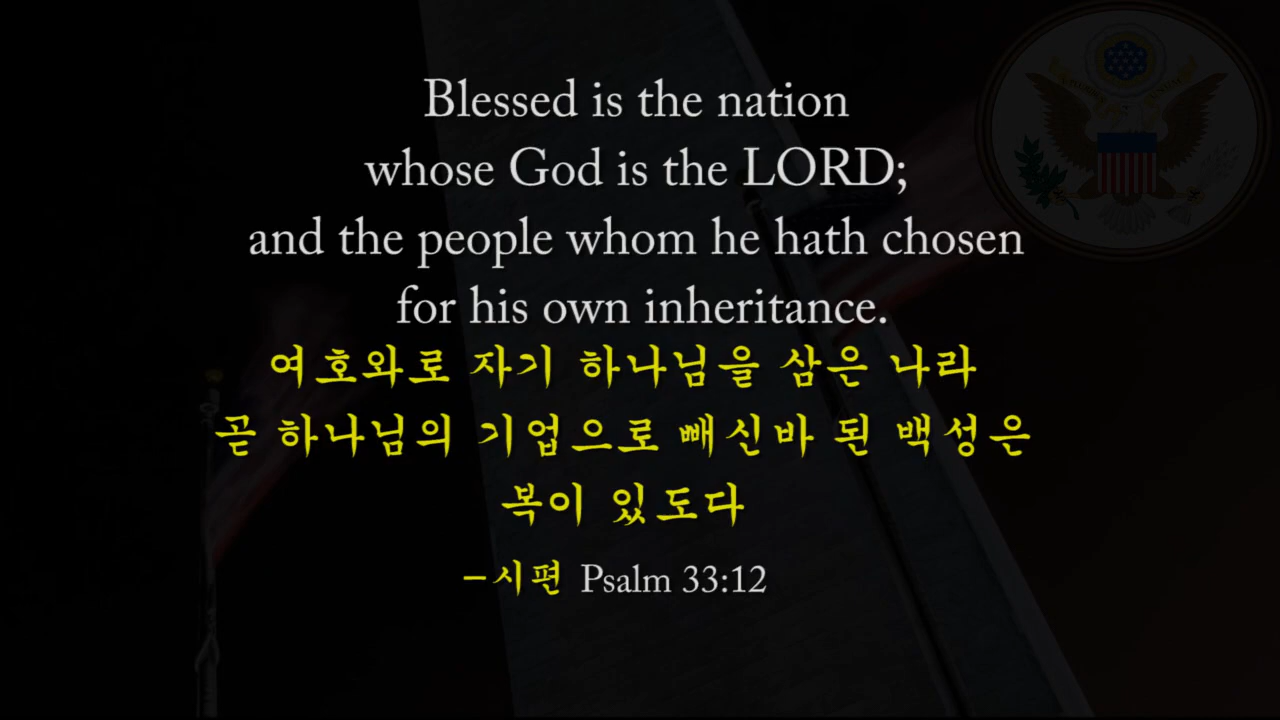 Blessed is the nation
whose God is the LORD;
and the people whom he hath chosen
for his own inheritance.
여호와로 자기 하나님을 삼은 나라
곧 하나님의 기업으로 빼신바 된 백성은
복이 있도다
-시편 Psalm 33:12